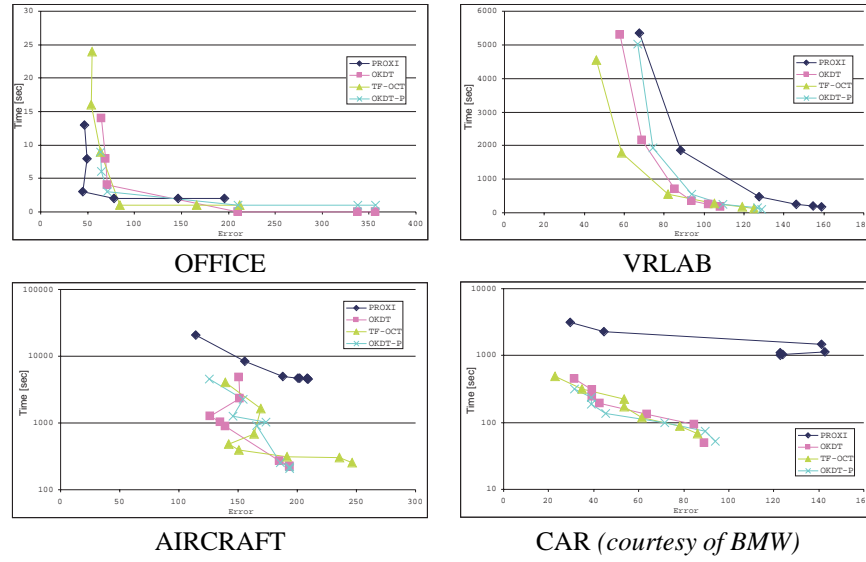 30
25
20
15
10
5
0
Time [sec]
0 50 100 150 200 250 300 350 400
Error
PROXI
OKDT
TF-OCT
OKDT-P
OFFICE
6000
5000
4000
3000
2000
1000
0
Time [sec]
0 20 40 60 80 100 120 140 160 180
Error
PROXI
OKDT
TF-OCT
OKDT-P
VRLAB
100000
10000
1000
100
Time [sec]
0 50 100 150 200 250 300
Error
PROXI
OKDT
TF-OCT
OKDT-P
AIRCRAFT
10000
1000
100
10
Time [sec]
0 20 40 60 80 100 120 140 16
Error
PROXI
OKDT
TF-OCT
OKDT-P
CAR (courtesy of BMW)